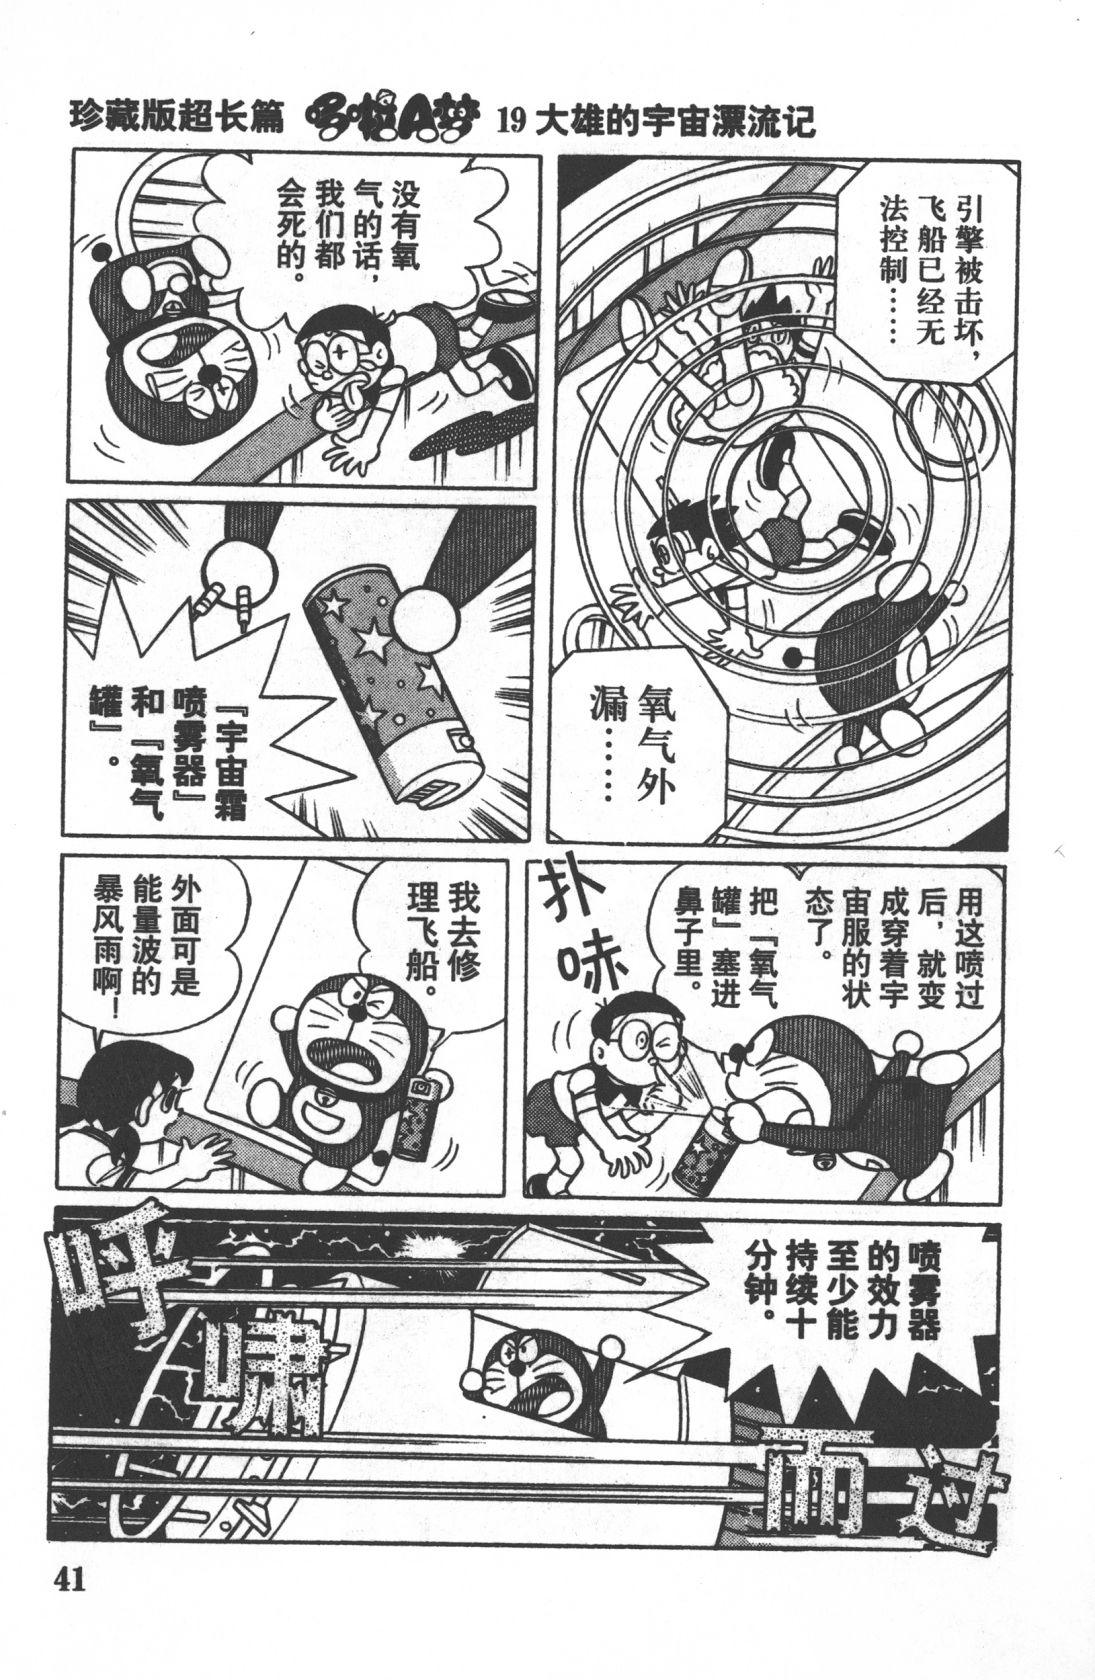 珍藏版超长篇 哆啦A梦 19 大雄的宇宙漂流记
引擎被击坏，
飞船已经无
法控制……
氧气外
漏……
没有氧
气的话，
我们都
会死的。
『宇宙霜
喷雾器』
和『氧气
罐』。
用这喷过
后，就变
成穿着宇
宙服的状
态了。
把『氧气
罐』塞进
鼻子里。
扑哧
我去修
理飞船。
外面可是
能量波的
暴风雨啊！
喷雾器
的效力
至少能
持续十
分钟。
呼啸而过
41